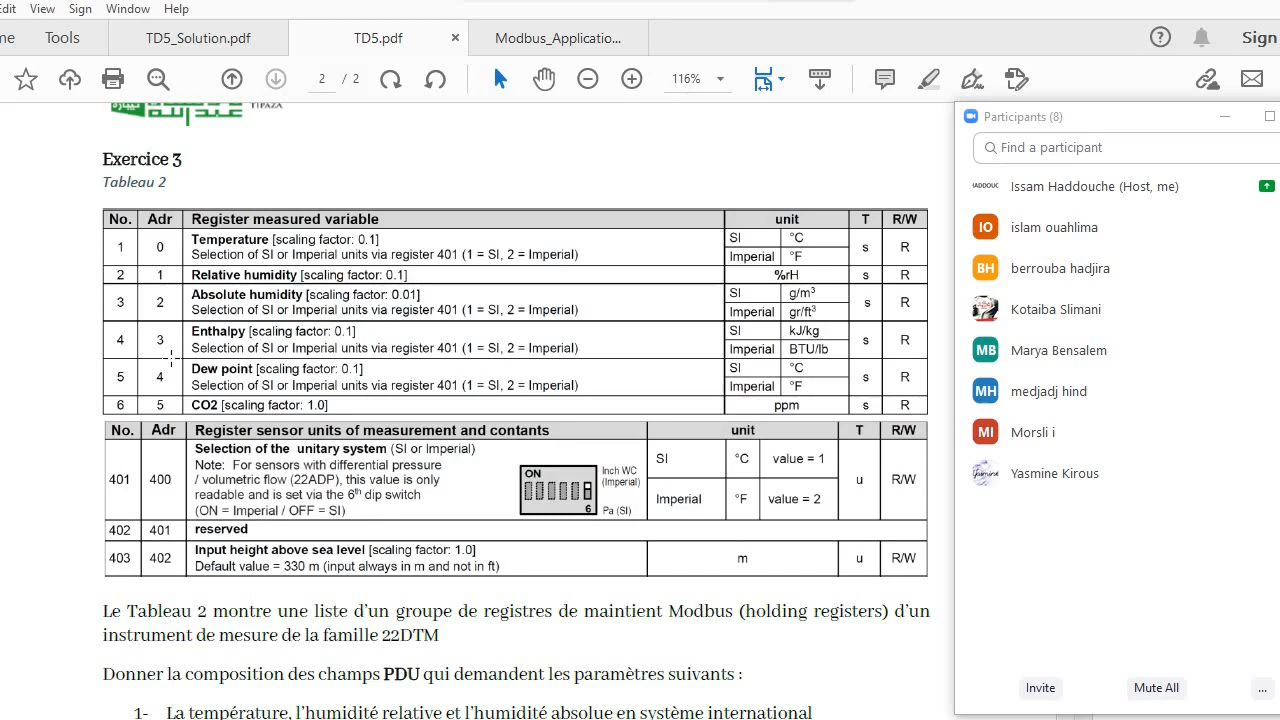 Edit View Sign Window Help
me Tools TD5_Solution.pdf TD5.pdf × Modbus_Applicatio... Sign
2 / 2 116%
TIPAZA
Exercice 3
Tableau 2
No. Adr Register measured variable unit T R/W
1 0 Temperature [scaling factor: 0.1] SI °C s R
Selection of SI or Imperial units via register 401 (1 = SI, 2 = Imperial) Imperial °F
2 1 Relative humidity [scaling factor: 0.1] %rH s R
3 2 Absolute humidity [scaling factor: 0.01] SI g/m³ s R
Selection of SI or Imperial units via register 401 (1 = SI, 2 = Imperial) Imperial gr/ft³
4 3 Enthalpy [scaling factor: 0.1] SI kJ/kg s R
Selection of SI or Imperial units via register 401 (1 = SI, 2 = Imperial) Imperial BTU/lb
5 4 Dew point [scaling factor: 0.1] SI °C s R
Selection of SI or Imperial units via register 401 (1 = SI, 2 = Imperial) Imperial °F
6 5 CO2 [scaling factor: 1.0] ppm s R
No. Adr Register sensor units of measurement and contants unit T R/W
401 400 Selection of the unitary system (SI or Imperial) SI °C value = 1 u R/W
Note: For sensors with differential pressure
/ volumetric flow (22ADP), this value is only
readable and is set via the 6th dip switch
(ON = Imperial / OFF = SI)
ON
6
Inch WC
(Imperial)
Pa (SI)
Imperial °F value = 2
402 401 reserved
403 402 Input height above sea level [scaling factor: 1.0] m u R/W
Default value = 330 m (input always in m and not in ft)
Le Tableau 2 montre une liste d'un groupe de registres de maintient Modbus (holding registers) d'un
instrument de mesure de la famille 22DTM
Donner la composition des champs PDU qui demandent les paramètres suivants :
1- La température, l'humidité relative et l'humidité absolue en système international
Participants (8)
Find a participant
Issam Haddouche (Host, me)
IO islam ouahlima
BH berrouba hadjira
Kotaiba Slimani
MB Marya Bensalem
MH medjadj hind
MI Morsli i
Yasmine Kirous
Invite Mute All ...